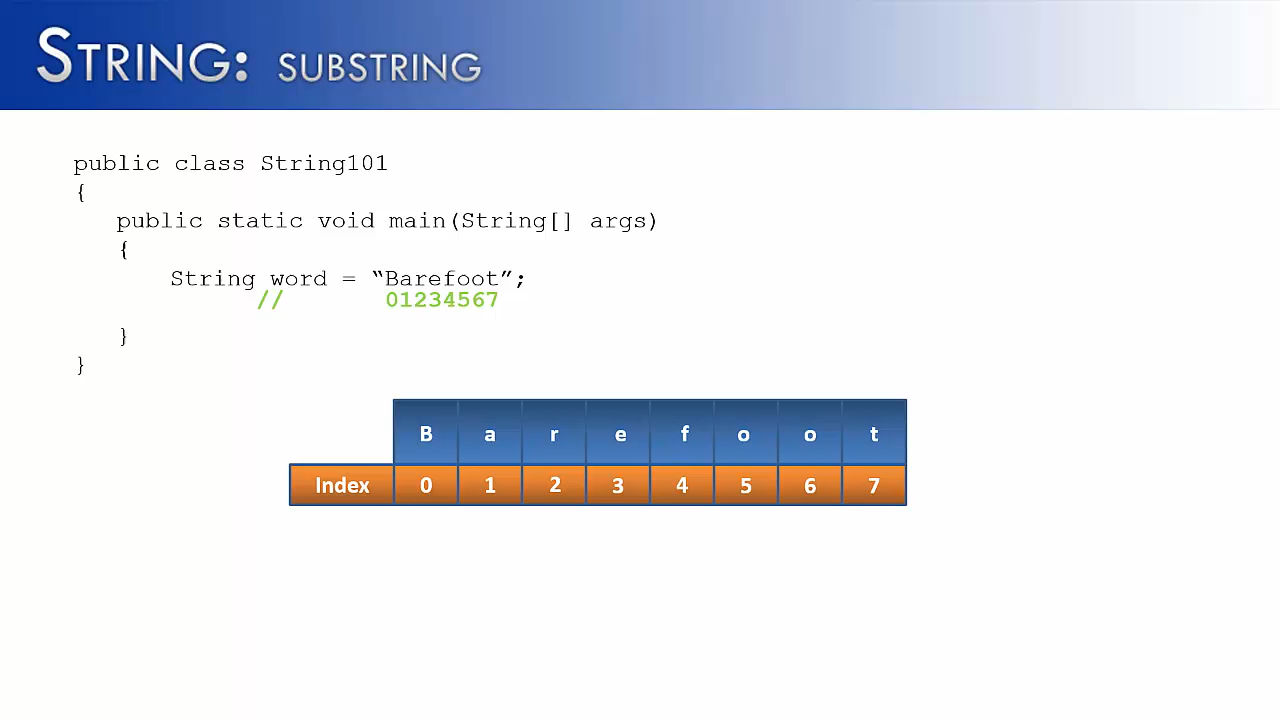 STRING: SUBSTRING
public class String101
{
public static void main(String[] args)
{
String word = “Barefoot”;
// 01234567
}
}
B a r e f o o t
Index 0 1 2 3 4 5 6 7